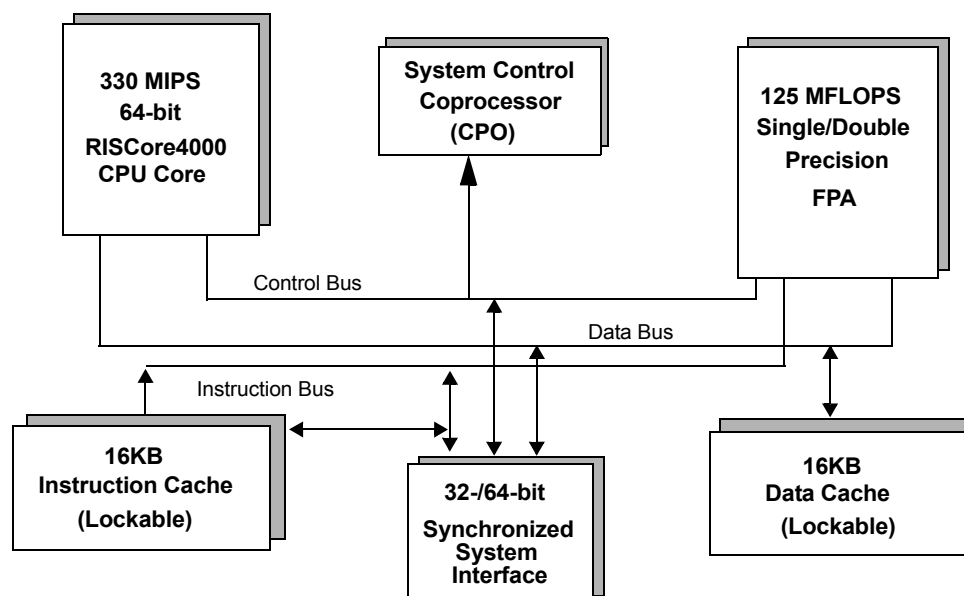 330 MIPS
64-bit
RISCore4000
CPU Core
System Control
Coprocessor
(CPO)
125 MFLOPS
Single/Double
Precision
FPA
Control Bus
Data Bus
Instruction Bus
16KB
Instruction Cache
(Lockable)
32-/64-bit
Synchronized
System
Interface
16KB
Data Cache
(Lockable)